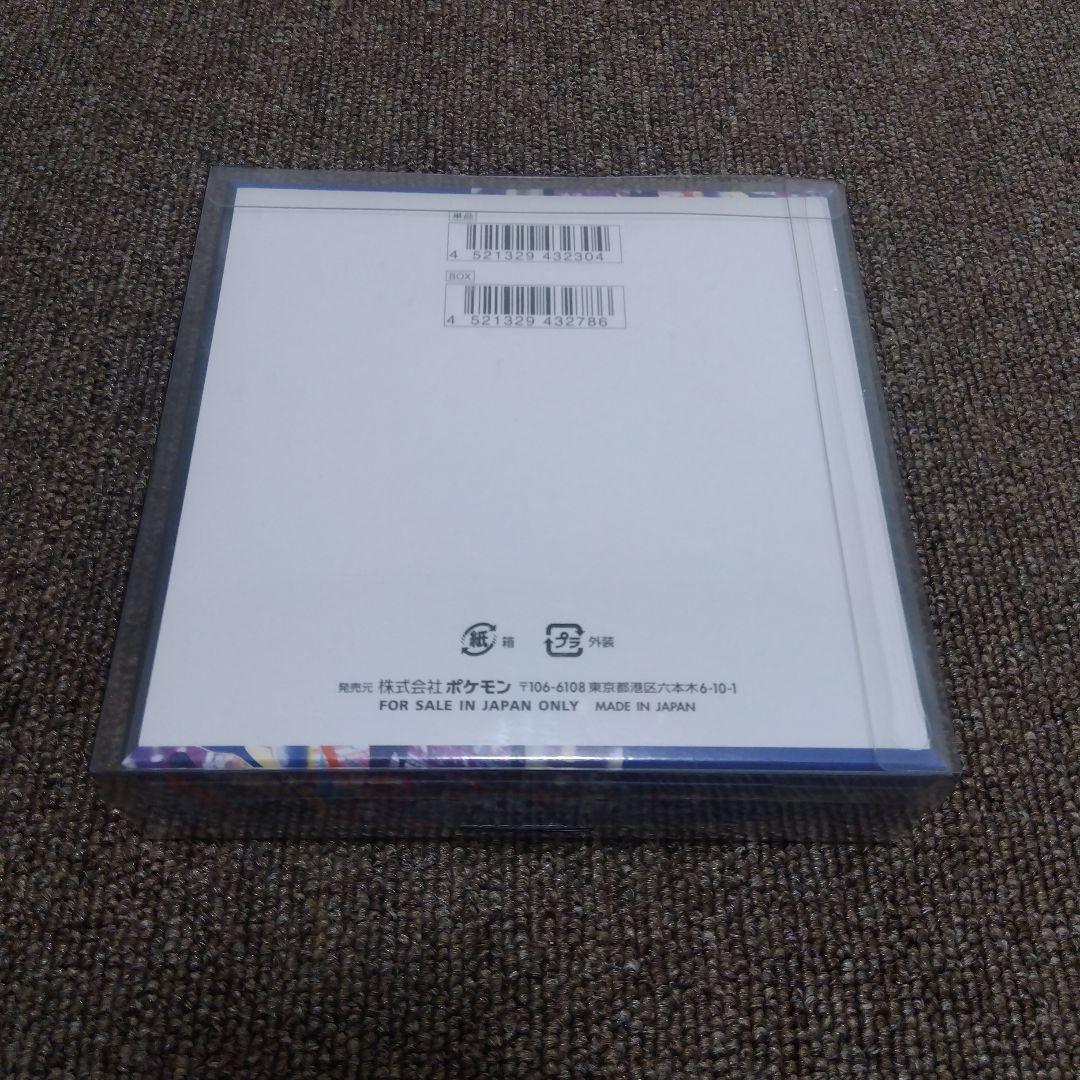 単品
4 521329 432304
BOX
4 521329 432786
紙 箱 プラ 外装
発売元 株式会社ポケモン 〒106-6108 東京都港区六本木6-10-1
FOR SALE IN JAPAN ONLY MADE IN JAPAN